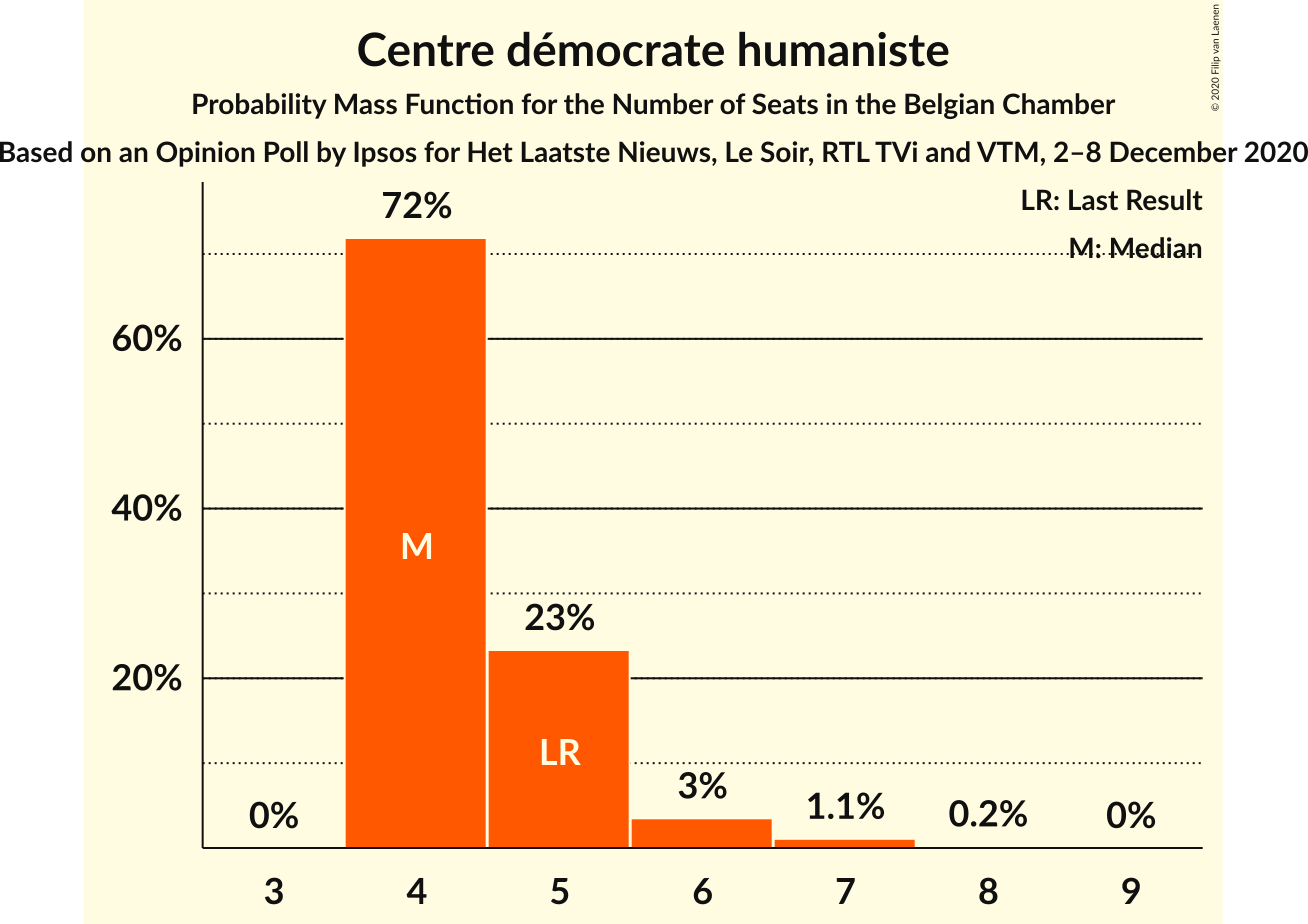 Centre démocrate humaniste
Probability Mass Function for the Number of Seats in the Belgian Chamber
Based on an Opinion Poll by Ipsos for Het Laatste Nieuws, Le Soir, RTL TVi and VTM, 2–8 December 2020
© 2020 Filip van Laenen
LR: Last Result
M: Median
72%
60%
40%
M
23%
20%
LR
0%
3%
1.1%
0.2%
0%
3 4 5 6 7 8 9